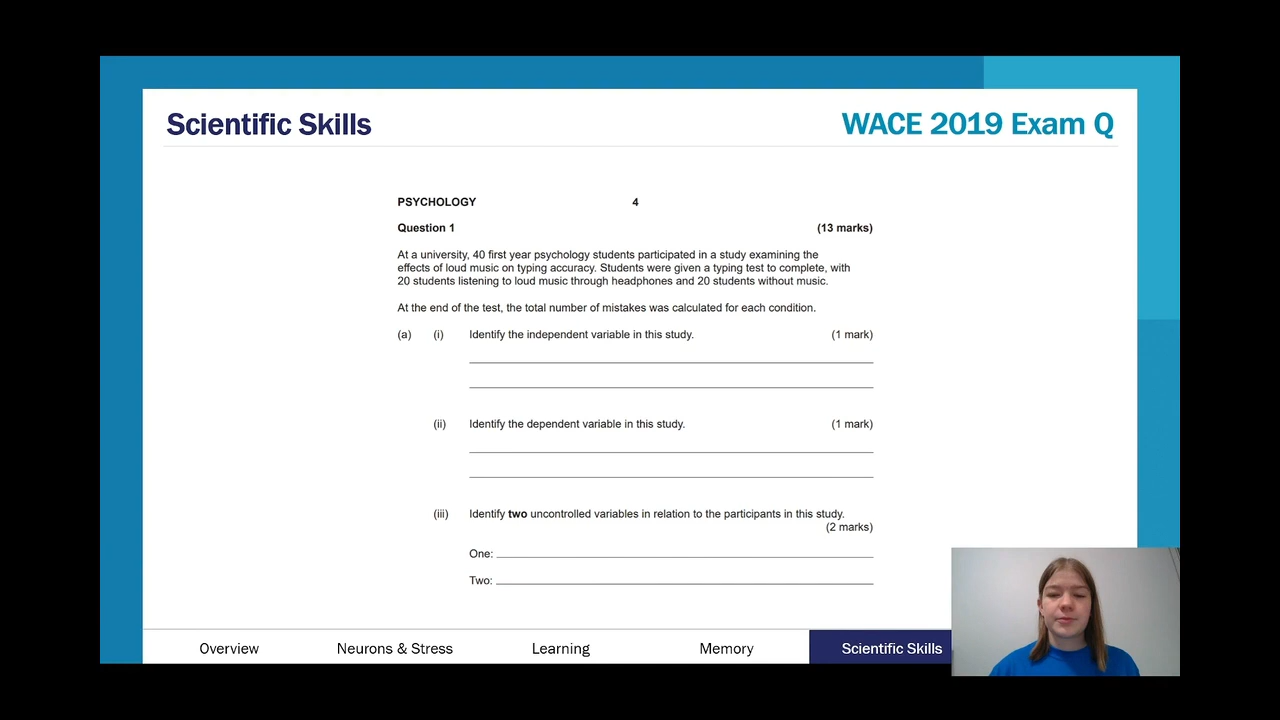 Scientific Skills
WACE 2019 Exam Q
PSYCHOLOGY 4
Question 1 (13 marks)
At a university, 40 first year psychology students participated in a study examining the
effects of loud music on typing accuracy. Students were given a typing test to complete, with
20 students listening to loud music through headphones and 20 students without music.
At the end of the test, the total number of mistakes was calculated for each condition.
(a) (i) Identify the independent variable in this study. (1 mark)
(ii) Identify the dependent variable in this study. (1 mark)
(iii) Identify two uncontrolled variables in relation to the participants in this study.
(2 marks)
One:
Two:
Overview Neurons & Stress Learning Memory Scientific Skills